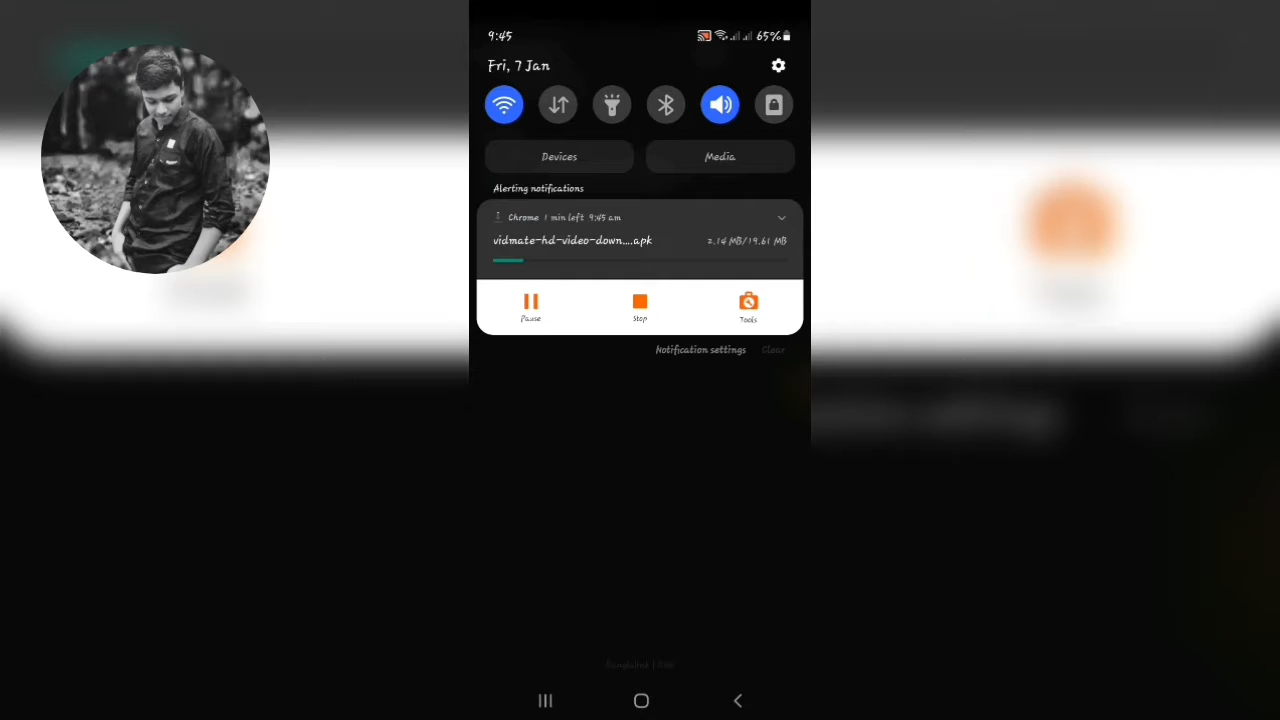 9:45
65%
Fri, 7 Jan
Devices
Media
Alerting notifications
Chrome 1 min left 9:45 am
vidmate-hd-video-down....apk 2.14 MB/19.61 MB
Pause
Stop
Tools
Notification settings Clear